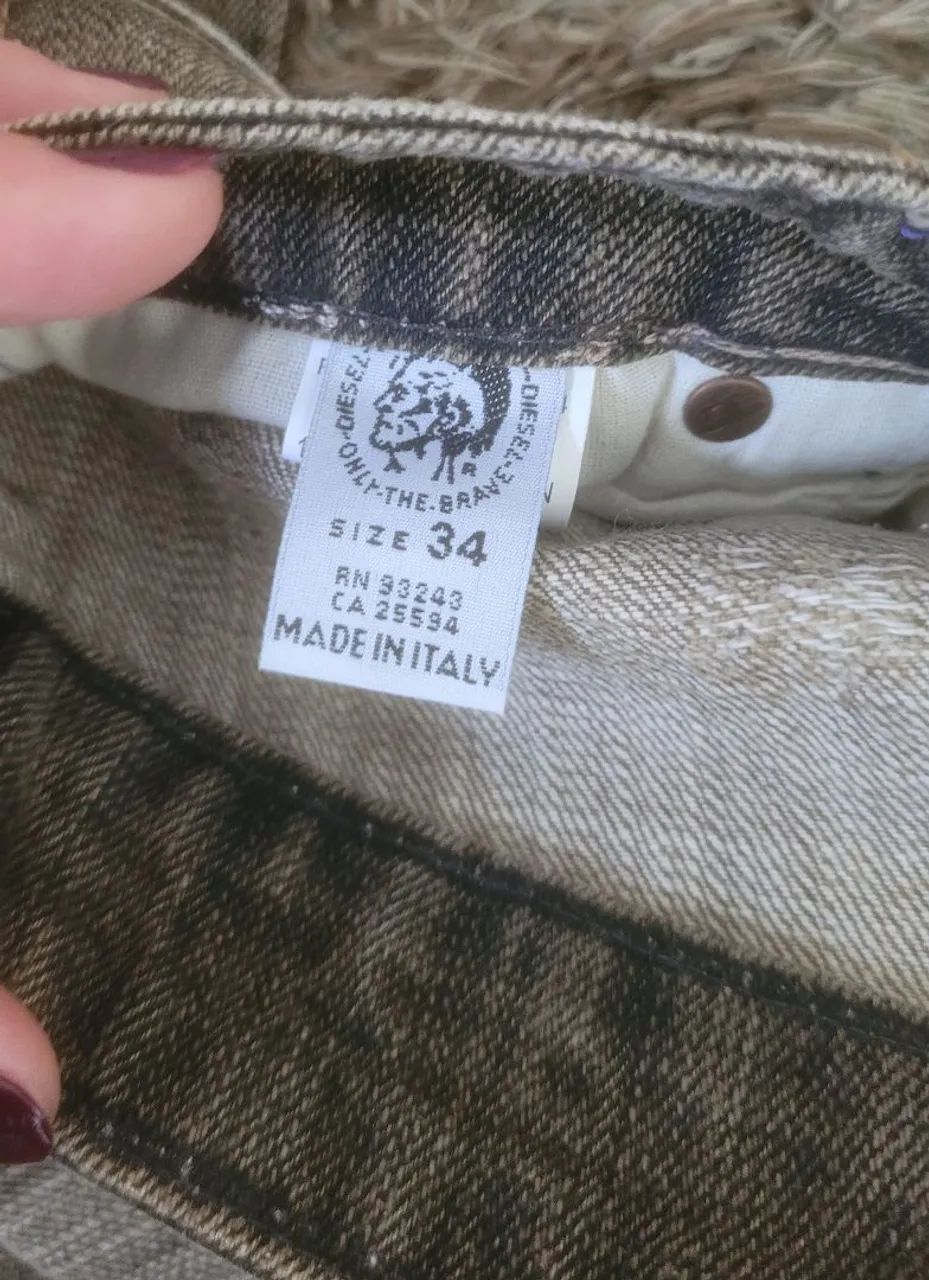 DIESEL-ONLY-THE-BRAVE-DIESEL
R
SIZE 34
RN 93243
CA 25594
MADE IN ITALY